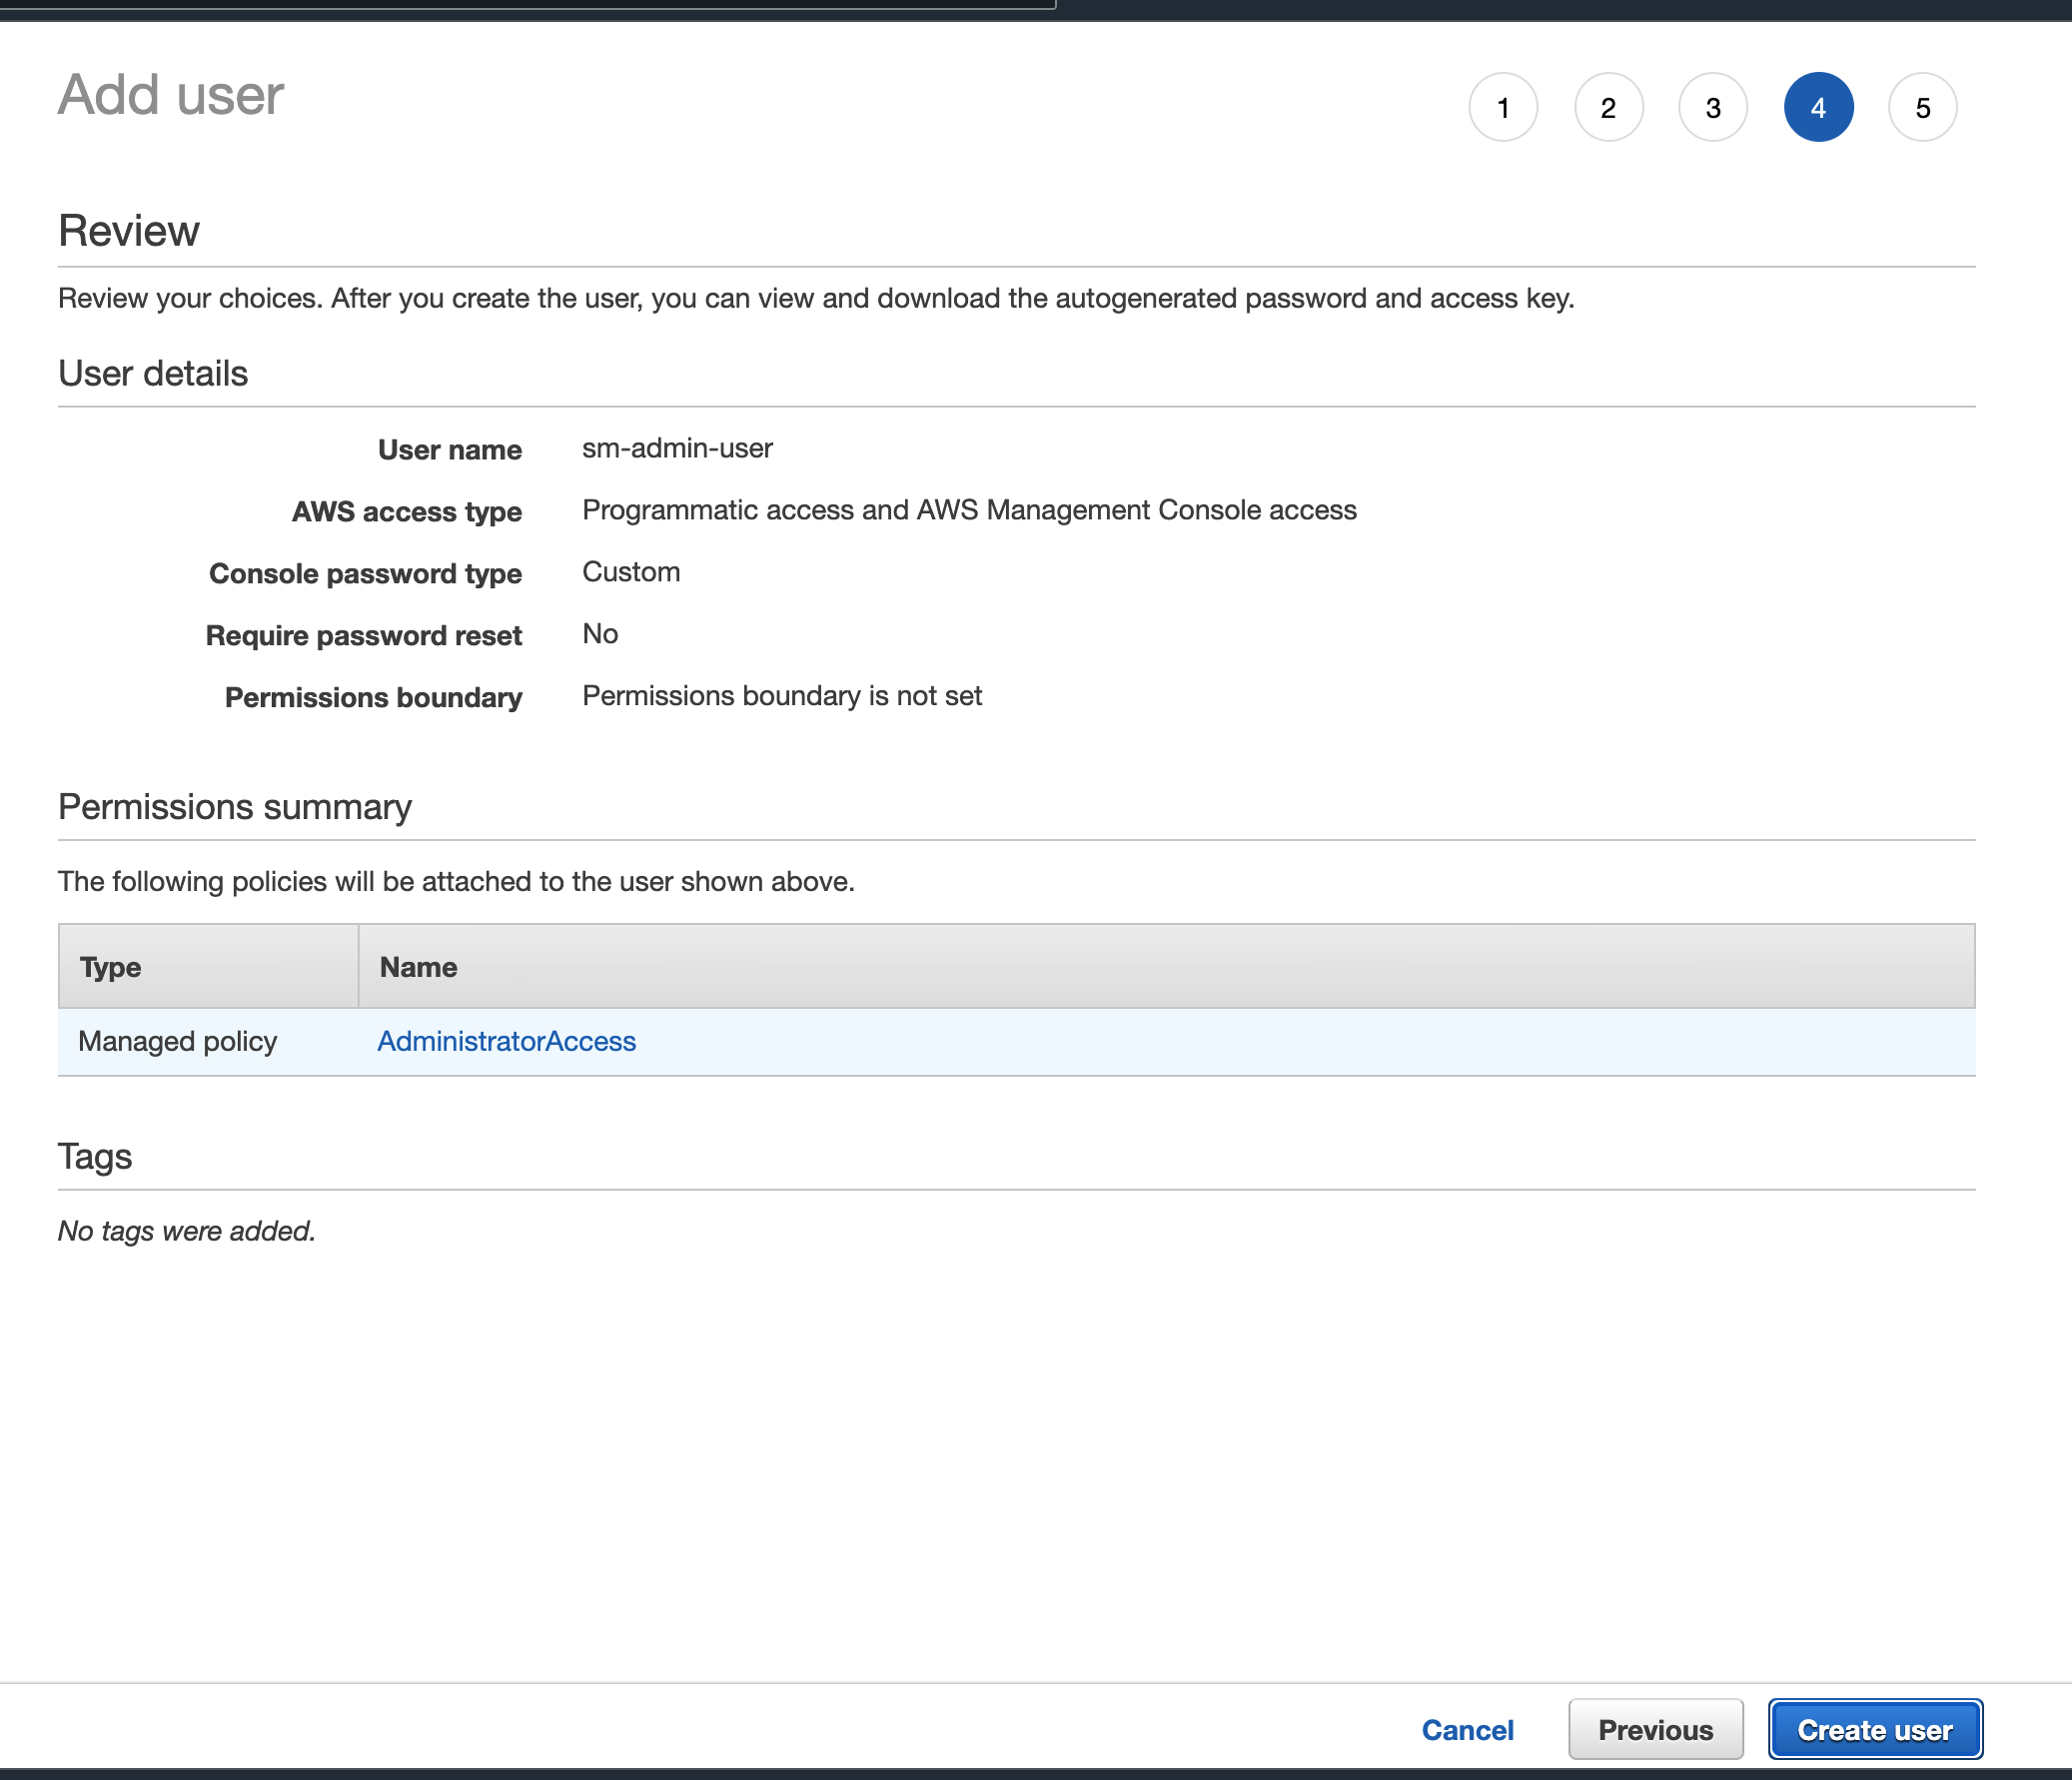 Add user
1 2 3 4 5
Review
Review your choices. After you create the user, you can view and download the autogenerated password and access key.
User details
User name sm-admin-user
AWS access type Programmatic access and AWS Management Console access
Console password type Custom
Require password reset No
Permissions boundary Permissions boundary is not set
Permissions summary
The following policies will be attached to the user shown above.
Type Name
Managed policy AdministratorAccess
Tags
No tags were added.
Cancel Previous Create user